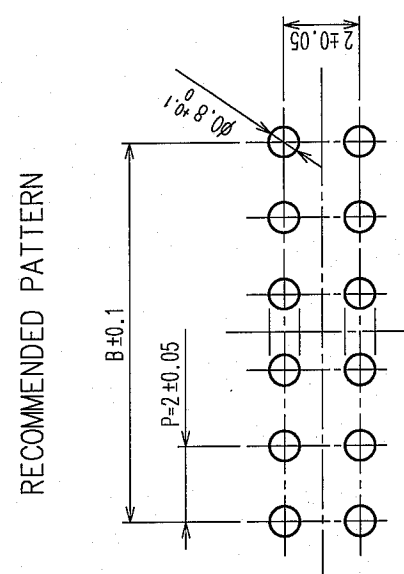 RECOMMENDED PATTERN
B±0.1
P=2±0.05
Ø0.8 +0.1
0
2±0.05